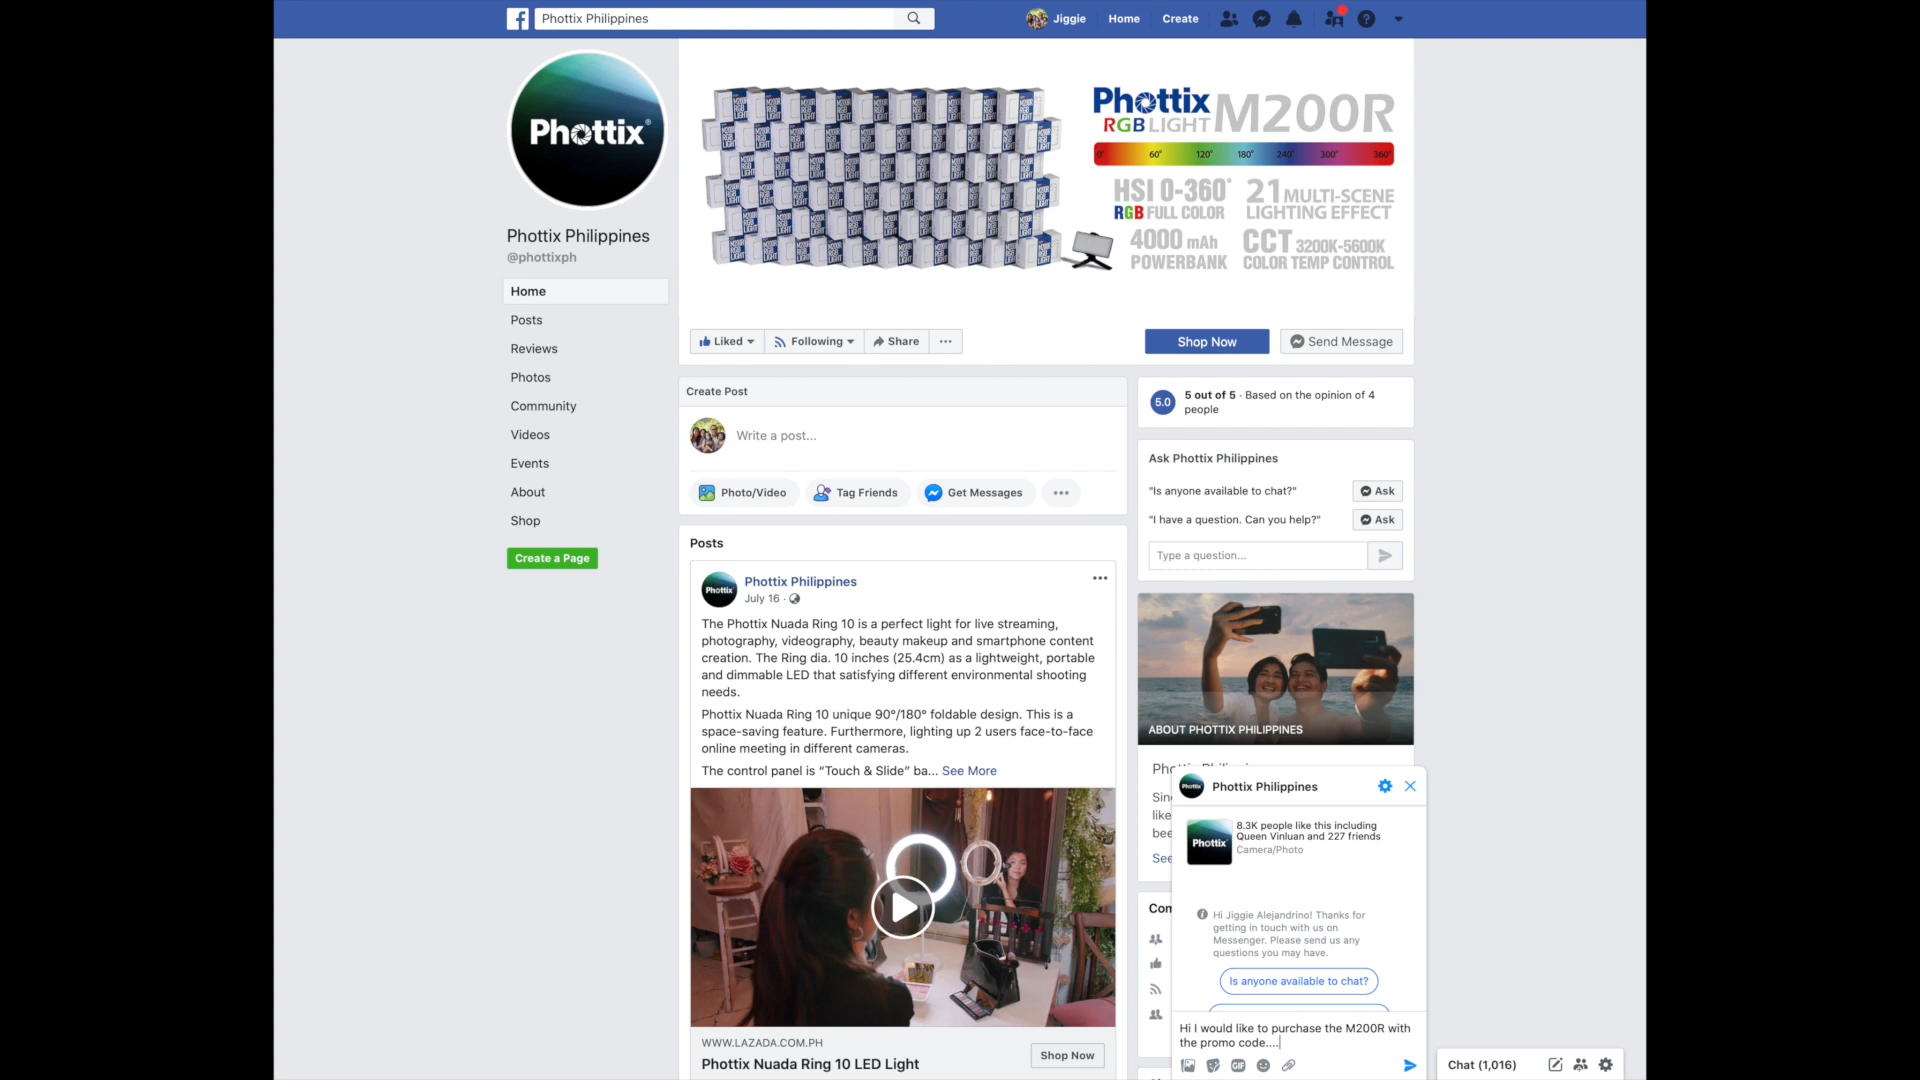 Phottix Philippines
Jiggie
Home
Create
Phottix
Phottix Philippines
@phottixph
Home
Posts
Reviews
Photos
Community
Videos
Events
About
Shop
Create a Page
Phottix M200R
RGB LIGHT
0° 60° 120° 180° 240° 300° 360°
HSI 0-360°
RGB FULL COLOR
21 MULTI-SCENE
LIGHTING EFFECT
4000 mAh
POWERBANK
CCT 3200K-5600K
COLOR TEMP CONTROL
Liked
Following
Share
Shop Now
Send Message
Create Post
Write a post...
Photo/Video
Tag Friends
Get Messages
Posts
Phottix
Phottix Philippines
July 16 ·
The Phottix Nuada Ring 10 is a perfect light for live streaming,
photography, videography, beauty makeup and smartphone content
creation. The Ring dia. 10 inches (25.4cm) as a lightweight, portable
and dimmable LED that satisfying different environmental shooting
needs.
Phottix Nuada Ring 10 unique 90°/180° foldable design. This is a
space-saving feature. Furthermore, lighting up 2 users face-to-face
online meeting in different cameras.
The control panel is “Touch & Slide” ba... See More
WWW.LAZADA.COM.PH
Phottix Nuada Ring 10 LED Light
Shop Now
5.0
5 out of 5 · Based on the opinion of 4
people
Ask Phottix Philippines
"Is anyone available to chat?"
Ask
"I have a question. Can you help?"
Ask
Type a question...
ABOUT PHOTTIX PHILIPPINES
Phottix
Phottix Philippines
Phottix
8.3K people like this including
Queen Vinluan and 227 friends
Camera/Photo
Hi Jiggie Alejandrino! Thanks for
getting in touch with us on
Messenger. Please send us any
questions you may have.
Is anyone available to chat?
Hi I would like to purchase the M200R with
the promo code....
GIF
Chat (1,016)